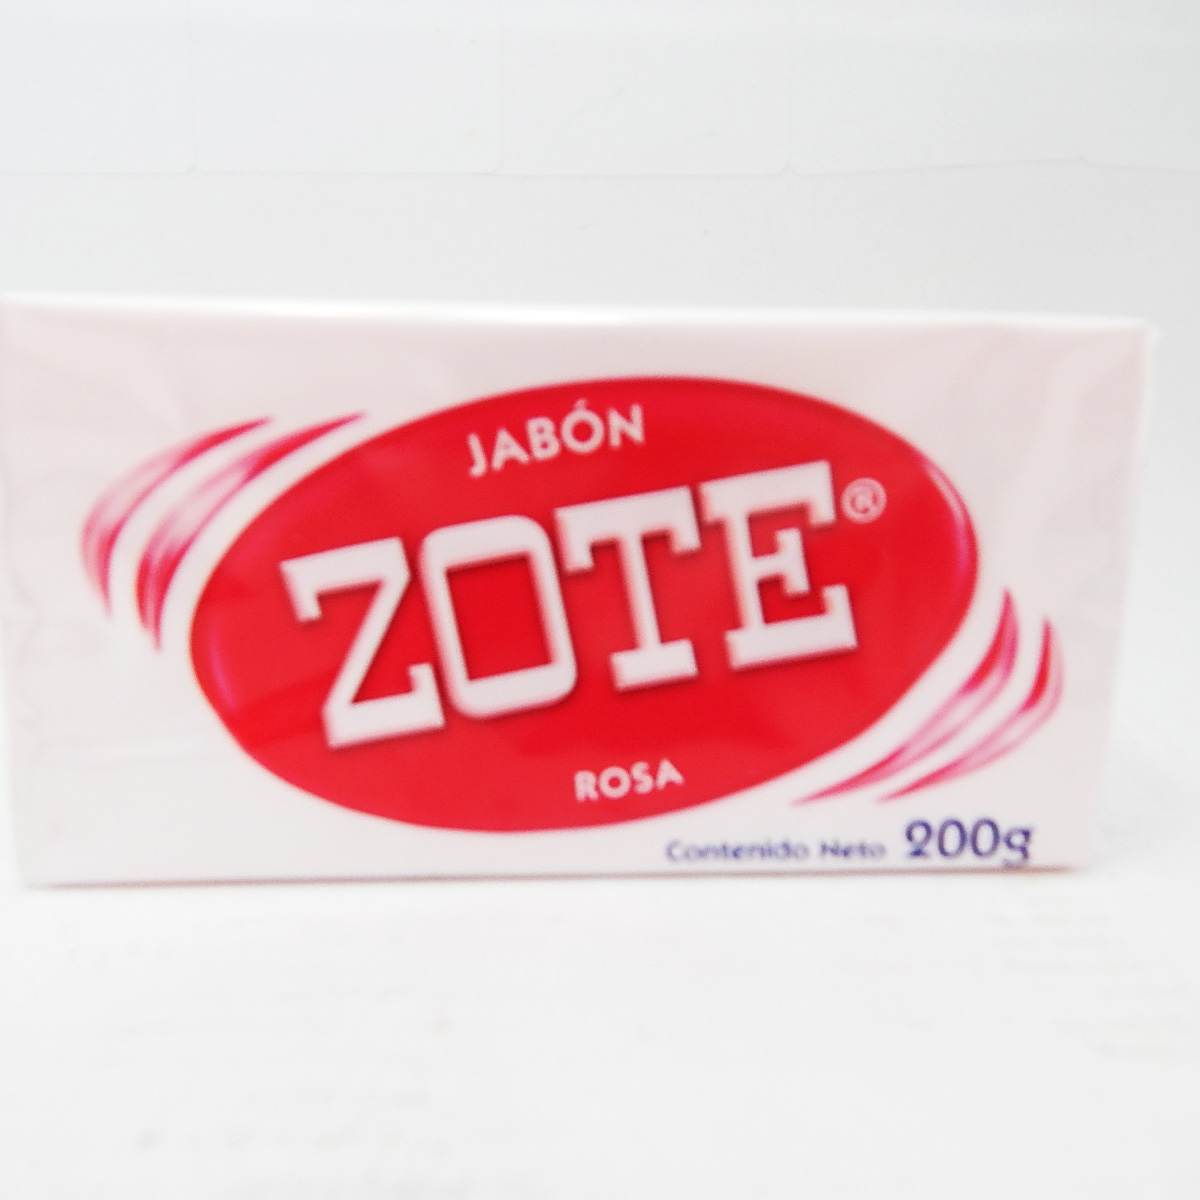 JABÓN
ZOTE®
ROSA
Contenido Neto 200g